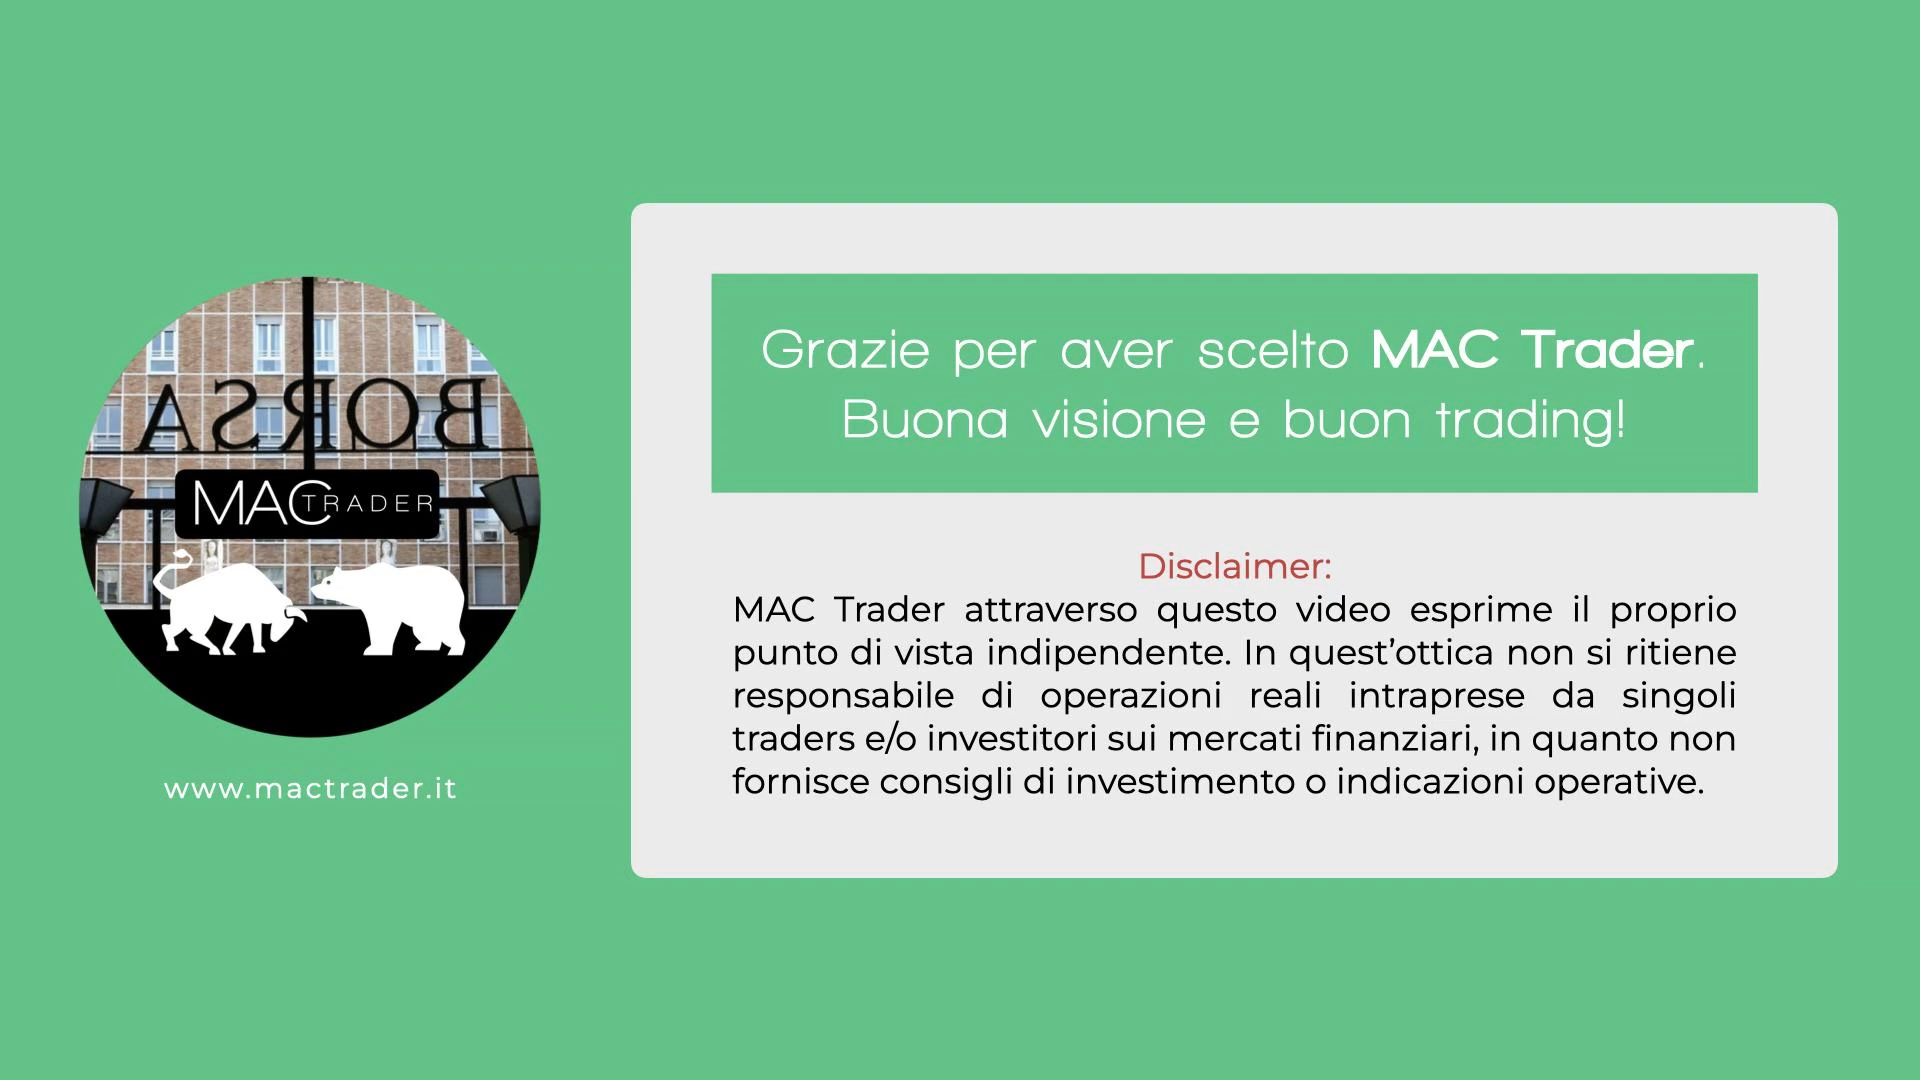 BORSA
MAC TRADER
www.mactrader.it
Grazie per aver scelto MAC Trader.
Buona visione e buon trading!
Disclaimer:
MAC Trader attraverso questo video esprime il proprio
punto di vista indipendente. In quest’ottica non si ritiene
responsabile di operazioni reali intraprese da singoli
traders e/o investitori sui mercati finanziari, in quanto non
fornisce consigli di investimento o indicazioni operative.